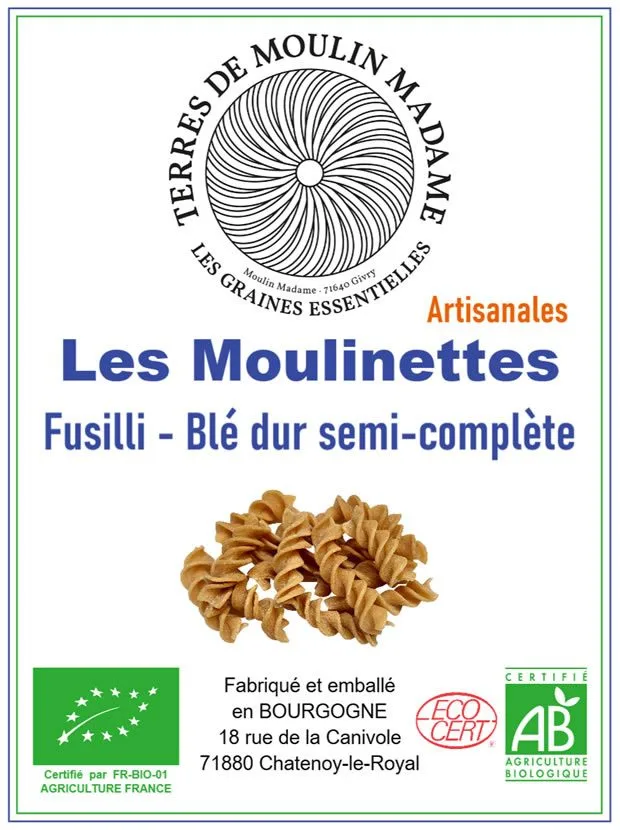 TERRES DE MOULIN MADAME
Moulin Madame - 71640 Givry
LES GRAINES ESSENTIELLES
Artisanales
Les Moulinettes
Fusilli - Blé dur semi-complète
Fabriqué et emballé
en BOURGOGNE
18 rue de la Canivole
71880 Chatenoy-le-Royal
Certifié par FR-BIO-01
AGRICULTURE FRANCE
ECO
CERT
CERTIFIÉ
AB
AGRICULTURE
BIOLOGIQUE